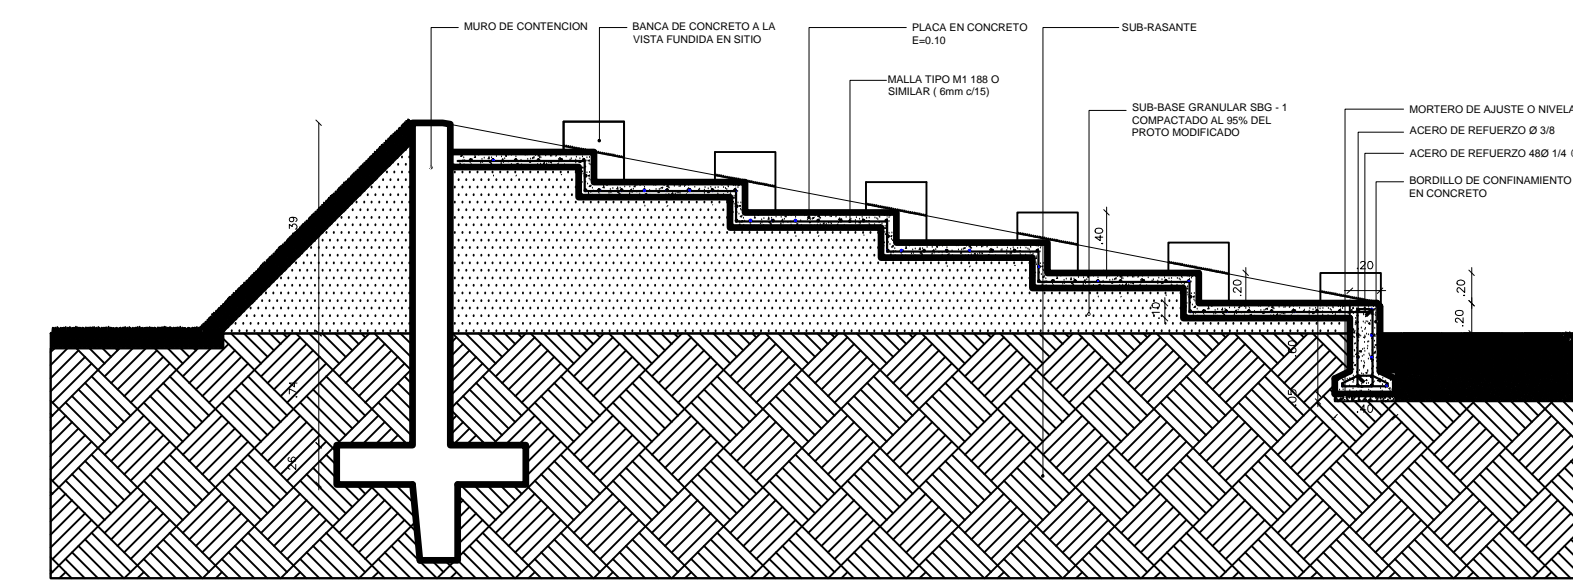 MURO DE CONTENCION
BANCA DE CONCRETO A LA
VISTA FUNDIDA EN SITIO
PLACA EN CONCRETO
E=0.10
SUB-RASANTE
MALLA TIPO M1 188 O
SIMILAR ( 6mm c/15)
SUB-BASE GRANULAR SBG - 1
COMPACTADO AL 95% DEL
PROTO MODIFICADO
MORTERO DE AJUSTE O NIVELA
ACERO DE REFUERZO Ø 3/8
ACERO DE REFUERZO 48Ø 1/4
BORDILLO DE CONFINAMIENTO
EN CONCRETO
.39
.74
.26
.40
.20
.10
.20
.20
.20
.60
.05
.40